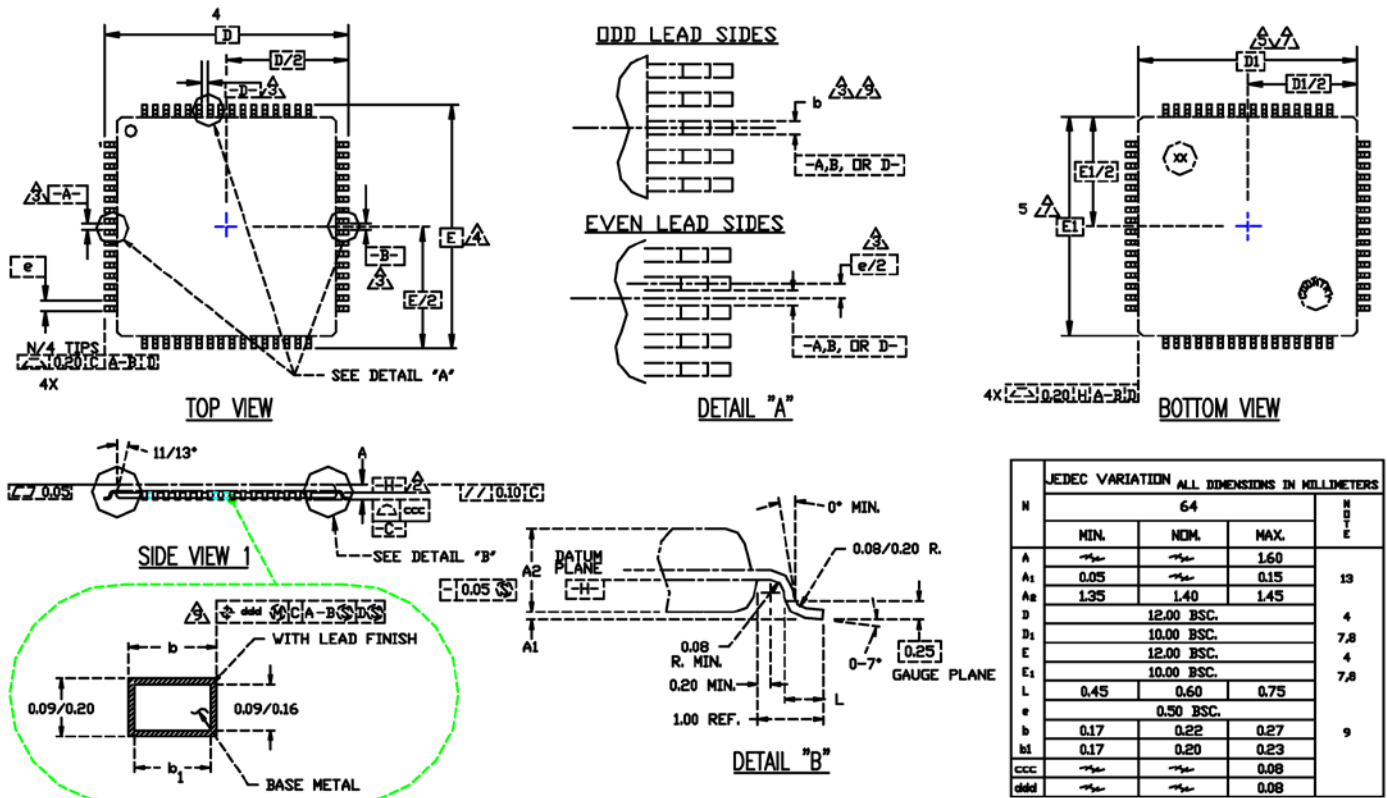 4
D
D/2
-D- 3
3 -A-
e
E 4
-B-
3
E/2
N/4 TIPS
0.20 C A-B D
4X
SEE DETAIL "A"
TOP VIEW
ODD LEAD SIDES
b
3 9
-A,B, OR D-
EVEN LEAD SIDES
3
e/2
-A,B, OR D-
DETAIL "A"
5 7
D1
D1/2
XX
E1/2
5 7
E1
COUNTRY
4X 0.20 H A-B D
BOTTOM VIEW
11/13°
A
0.05
-H- 2
// 0.10 C
ccc
-C-
SEE DETAIL "B"
SIDE VIEW 1
9
ddd M C A-B S D S
WITH LEAD FINISH
b
0.09/0.20
0.09/0.16
b1
BASE METAL
0° MIN.
0.08/0.20 R.
DATUM
PLANE
-H-
A2
- 0.05 S
A1
0.08
R. MIN.
0-7°
0.25
GAUGE PLANE
0.20 MIN.
L
1.00 REF.
DETAIL "B"
JEDEC VARIATION ALL DIMENSIONS IN MILLIMETERS
N 64 NOTE
MIN. NOM. MAX.
A 1.60
A1 0.05 0.15 13
A2 1.35 1.40 1.45
D 12.00 BSC. 4
D1 10.00 BSC. 7,8
E 12.00 BSC. 4
E1 10.00 BSC. 7,8
L 0.45 0.60 0.75
e 0.50 BSC.
b 0.17 0.22 0.27 9
b1 0.17 0.20 0.23
ccc 0.08
ddd 0.08